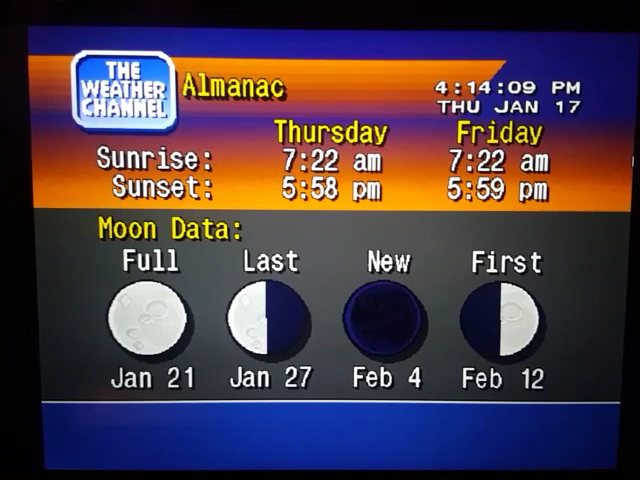 THE
WEATHER
CHANNEL
Almanac
4:14:09 PM
THU JAN 17
Thursday Friday
Sunrise: 7:22 am 7:22 am
Sunset: 5:58 pm 5:59 pm
Moon Data:
Full Last New First
Jan 21 Jan 27 Feb 4 Feb 12